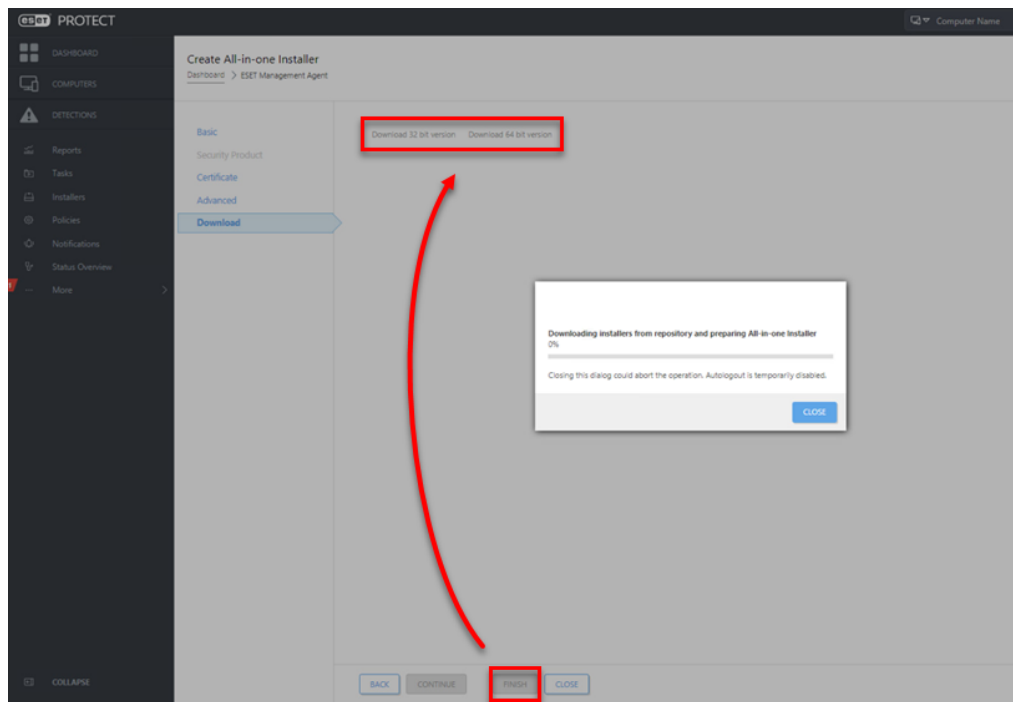 eset PROTECT
Computer Name
DASHBOARD
COMPUTERS
DETECTIONS
Reports
Tasks
Installers
Policies
Notifications
Status Overview
More
COLLAPSE
Create All-in-one Installer
Dashboard > ESET Management Agent
Basic
Security Product
Certificate
Advanced
Download
Download 32 bit version Download 64 bit version
Downloading installers from repository and preparing All-in-one Installer
0%
Closing this dialog could abort the operation. Autologout is temporarily disabled.
CLOSE
BACK CONTINUE FINISH CLOSE